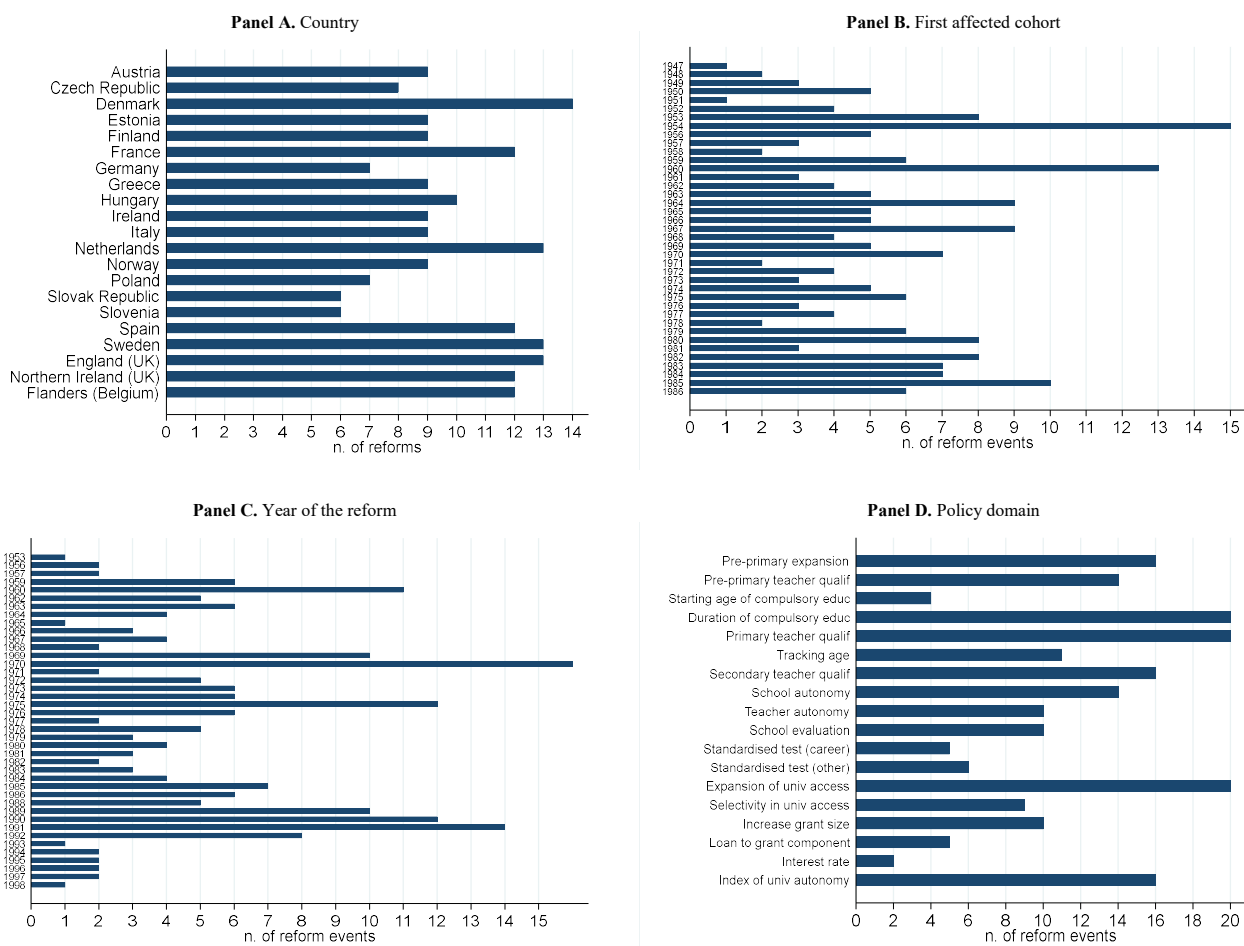 Panel A. Country
Austria
Czech Republic
Denmark
Estonia
Finland
France
Germany
Greece
Hungary
Ireland
Italy
Netherlands
Norway
Poland
Slovak Republic
Slovenia
Spain
Sweden
England (UK)
Northern Ireland (UK)
Flanders (Belgium)
0 1 2 3 4 5 6 7 8 9 10 11 12 13 14
n. of reforms
Panel B. First affected cohort
1947
1948
1949
1950
1951
1952
1953
1954
1956
1957
1958
1959
1960
1961
1962
1963
1964
1965
1966
1967
1968
1969
1970
1971
1972
1973
1974
1975
1976
1977
1978
1979
1980
1981
1982
1983
1984
1985
1986
0 1 2 3 4 5 6 7 8 9 10 11 12 13 14 15
n. of reform events
Panel C. Year of the reform
1953
1956
1957
1959
1960
1962
1963
1964
1965
1966
1967
1968
1969
1970
1971
1972
1973
1974
1975
1976
1977
1978
1979
1980
1981
1982
1983
1984
1985
1986
1988
1989
1990
1991
1992
1993
1994
1995
1996
1997
1998
0 1 2 3 4 5 6 7 8 9 10 11 12 13 14 15
n. of reform events
Panel D. Policy domain
Pre-primary expansion
Pre-primary teacher qualif
Starting age of compulsory educ
Duration of compulsory educ
Primary teacher qualif
Tracking age
Secondary teacher qualif
School autonomy
Teacher autonomy
School evaluation
Standardised test (career)
Standardised test (other)
Expansion of univ access
Selectivity in univ access
Increase grant size
Loan to grant component
Interest rate
Index of univ autonomy
0 2 4 6 8 10 12 14 16 18 20
n. of reform events